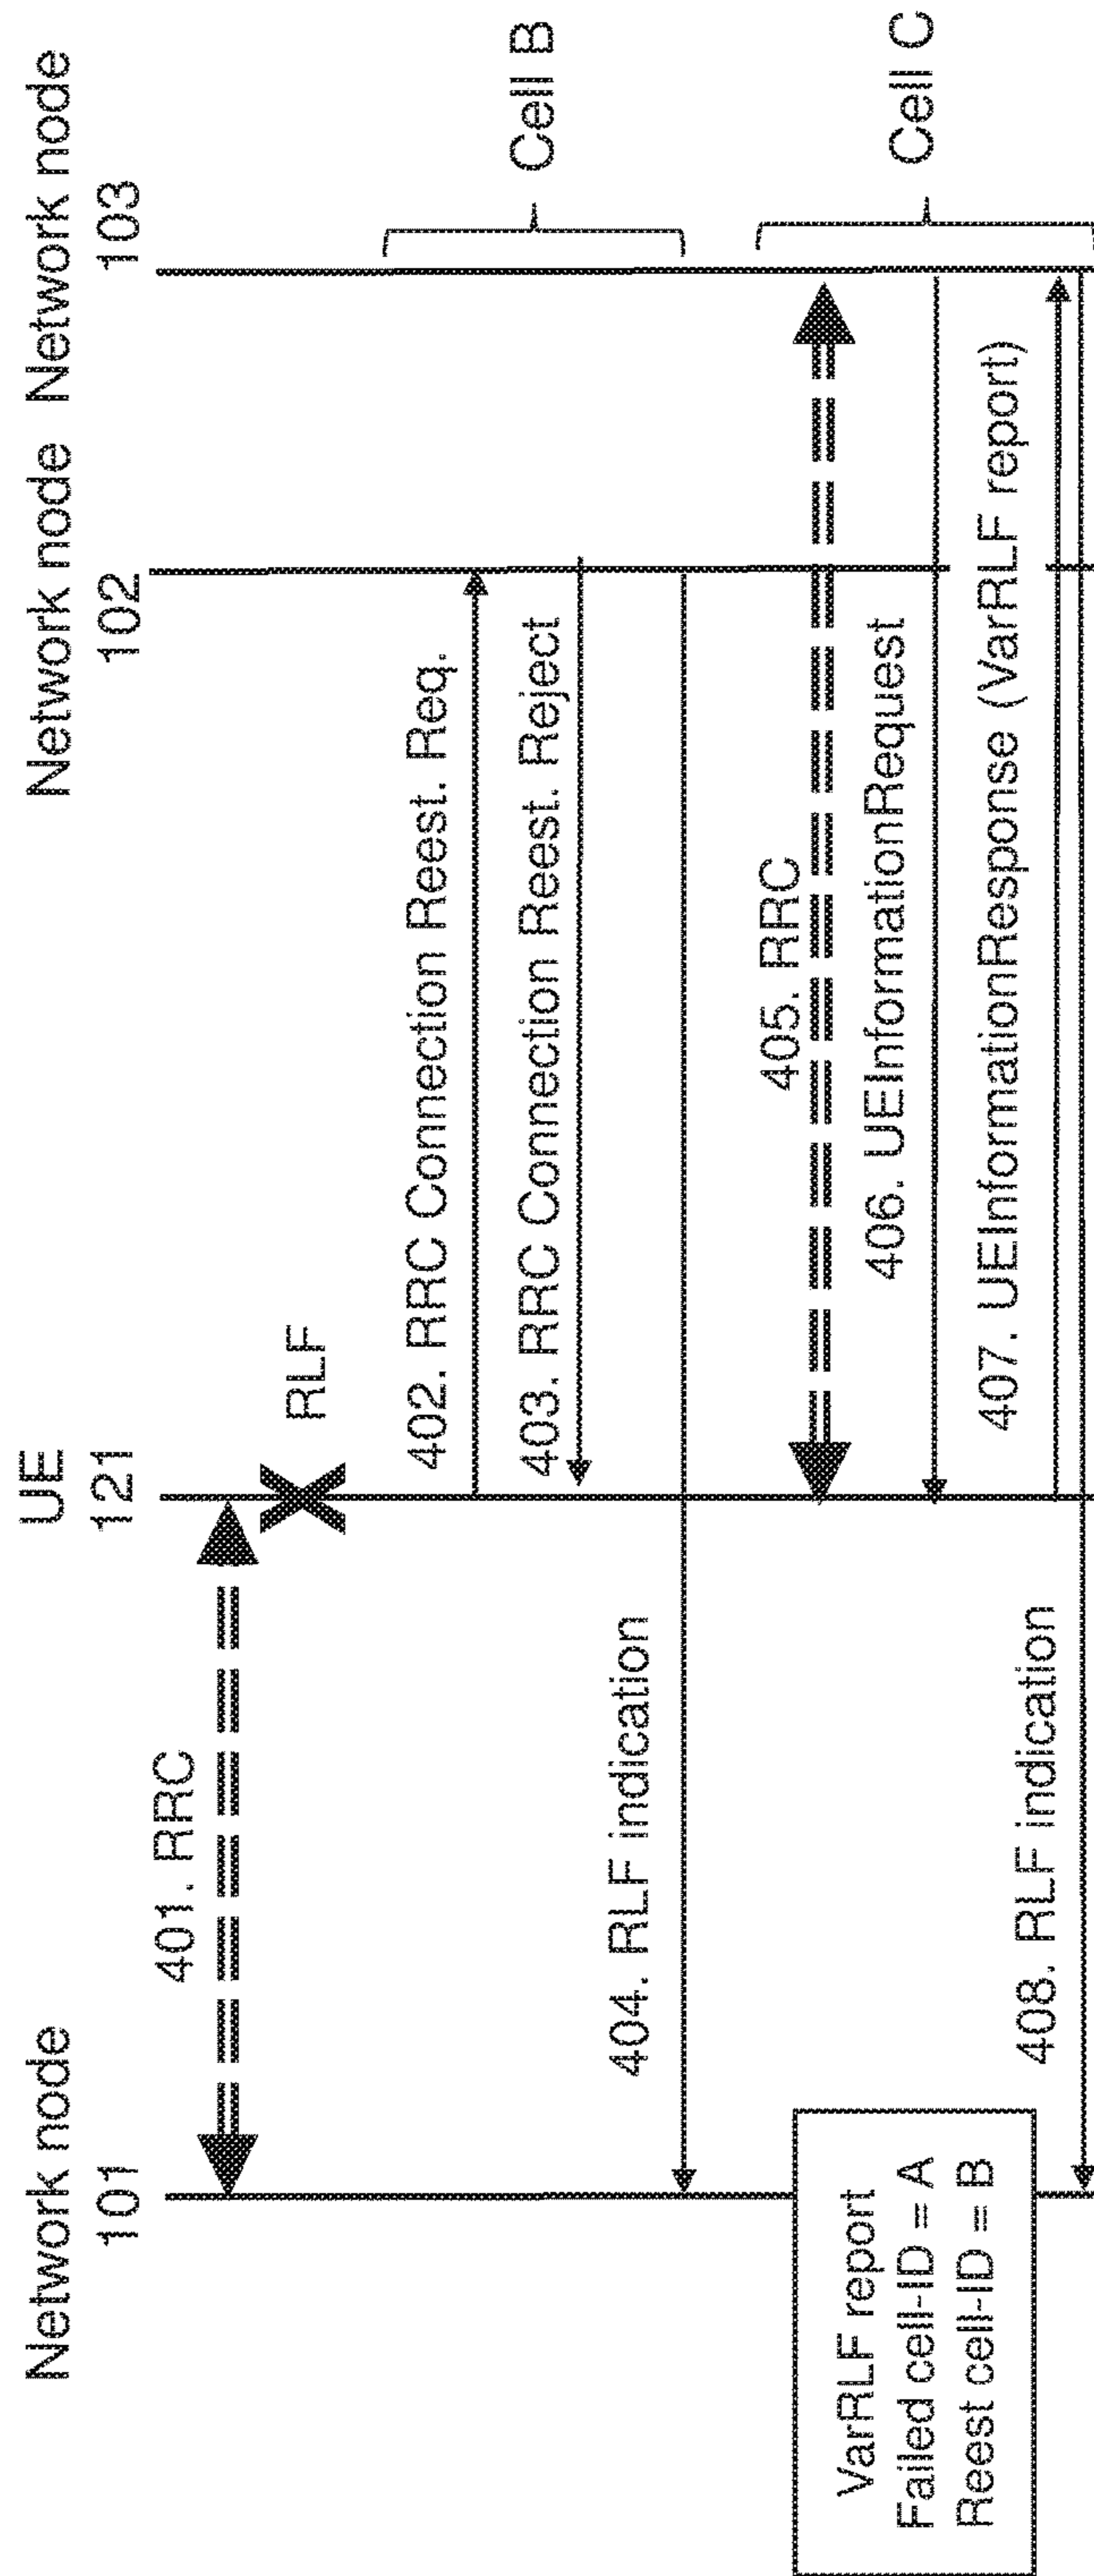 Network node
101
UE
121
Network node
102
Network node
103
401. RRC
RLF
402. RRC Connection Reest. Req.
403. RRC Connection Reest. Reject
Cell B
404. RLF indication
405. RRC
406. UEInformationRequest
Cell C
407. UEInformationResponse (VarRLF report)
408. RLF indication
VarRLF report
Failed cell-ID = A
Reest cell-ID = B